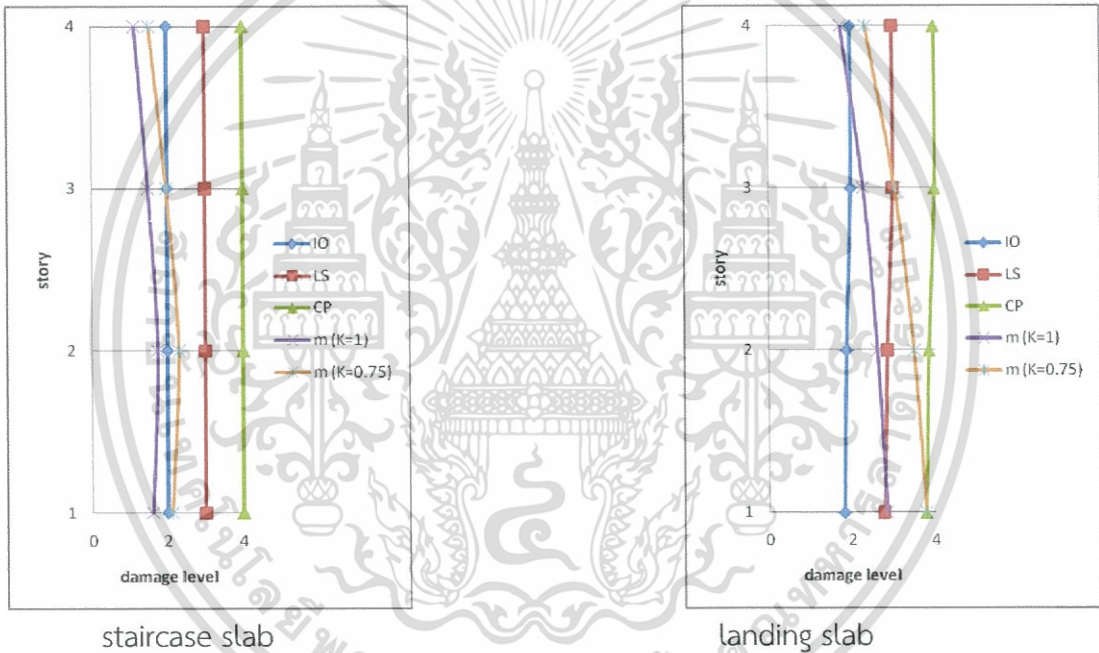 4
3
2
1
story
0 2 4
damage level
IO
LS
CP
m (K=1)
m (K=0.75)
staircase slab
4
3
2
1
story
0 2 4
damage level
IO
LS
CP
m (K=1)
m (K=0.75)
landing slab